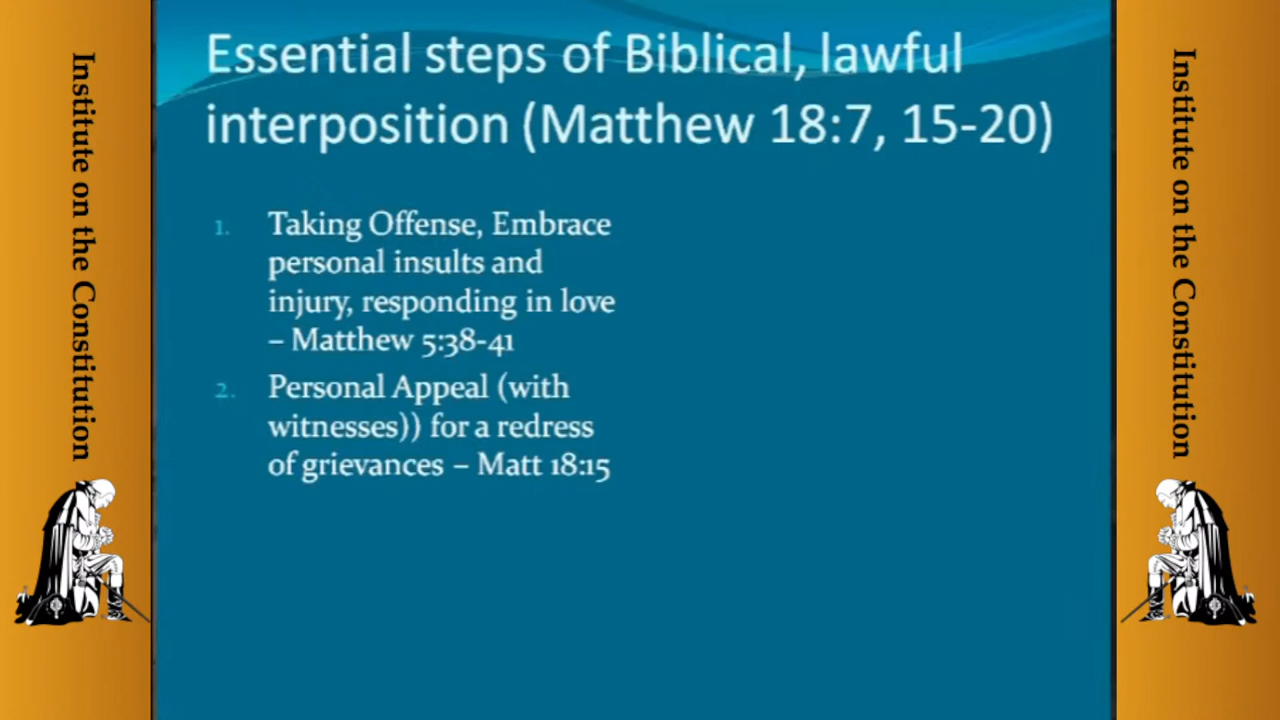 Institute on the Constitution
Essential steps of Biblical, lawful
interposition (Matthew 18:7, 15-20)
1. Taking Offense, Embrace
personal insults and
injury, responding in love
– Matthew 5:38-41
2. Personal Appeal (with
witnesses)) for a redress
of grievances – Matt 18:15
Institute on the Constitution